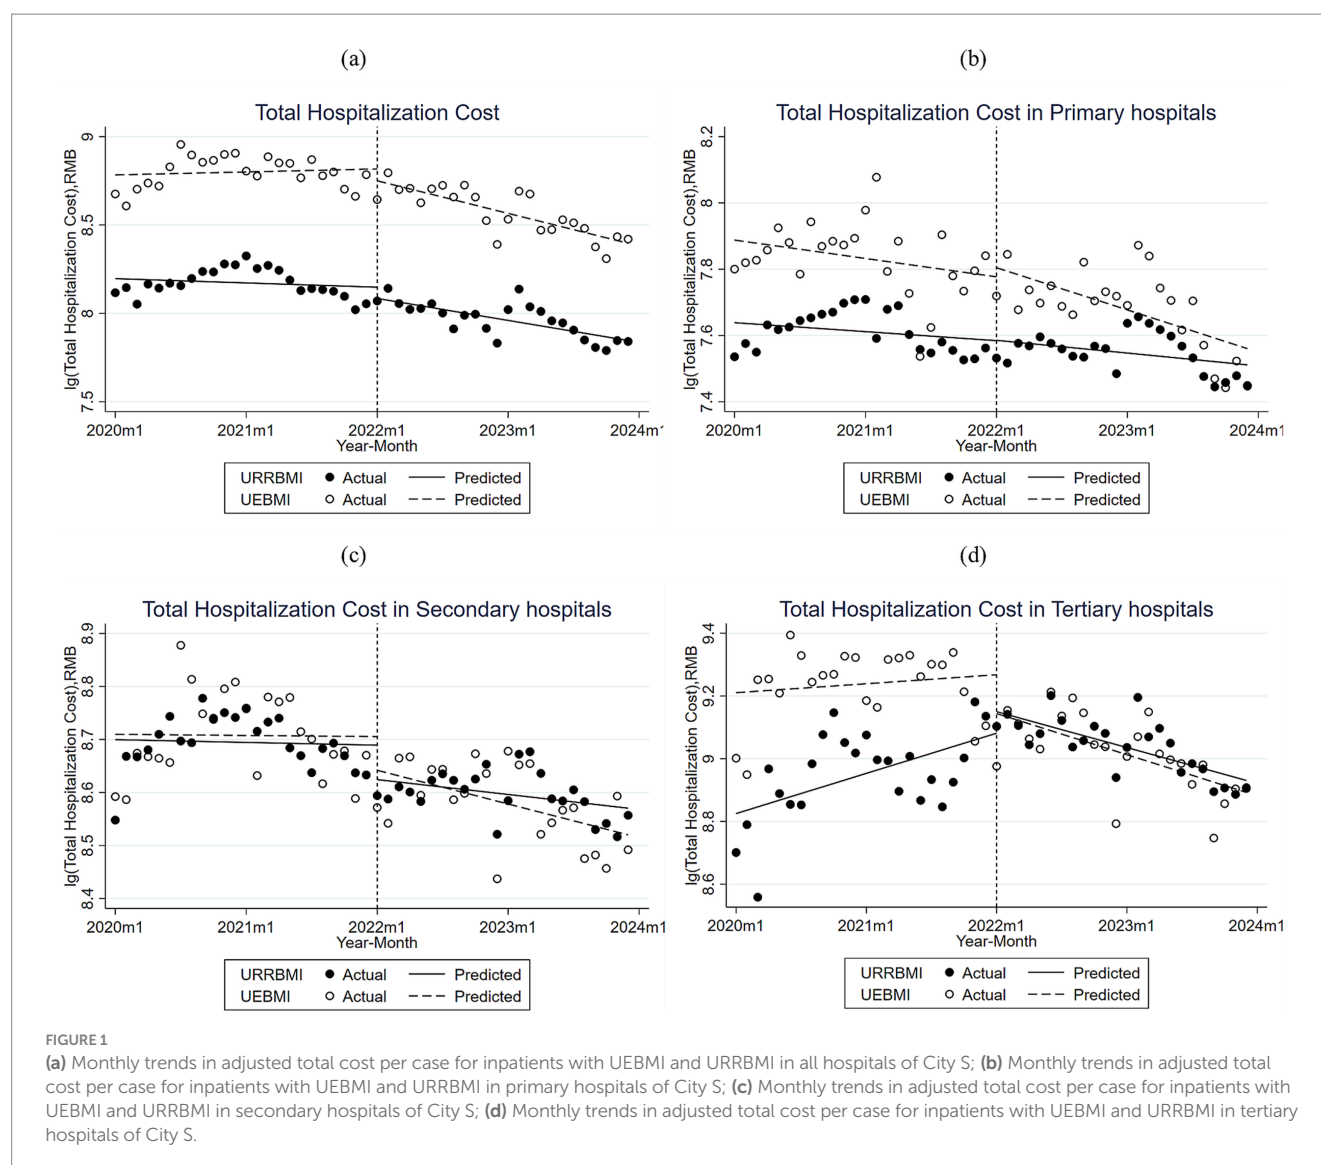 (a)
Total Hospitalization Cost
lg(Total Hospitalization Cost),RMB
9
8.5
8
7.5
2020m1 2021m1 2022m1 2023m1 2024m1
Year-Month
URRBMI Actual Predicted
UEBMI Actual Predicted
(b)
Total Hospitalization Cost in Primary hospitals
lg(Total Hospitalization Cost),RMB
8.2
8
7.8
7.6
7.4
2020m1 2021m1 2022m1 2023m1 2024m1
Year-Month
URRBMI Actual Predicted
UEBMI Actual Predicted
(c)
Total Hospitalization Cost in Secondary hospitals
lg(Total Hospitalization Cost),RMB
8.9
8.8
8.7
8.6
8.5
8.4
2020m1 2021m1 2022m1 2023m1 2024m1
Year-Month
URRBMI Actual Predicted
UEBMI Actual Predicted
(d)
Total Hospitalization Cost in Tertiary hospitals
lg(Total Hospitalization Cost),RMB
9.4
9.2
9
8.8
8.6
2020m1 2021m1 2022m1 2023m1 2024m1
Year-Month
URRBMI Actual Predicted
UEBMI Actual Predicted
FIGURE 1
(a) Monthly trends in adjusted total cost per case for inpatients with UEBMI and URRBMI in all hospitals of City S; (b) Monthly trends in adjusted total
cost per case for inpatients with UEBMI and URRBMI in primary hospitals of City S; (c) Monthly trends in adjusted total cost per case for inpatients with
UEBMI and URRBMI in secondary hospitals of City S; (d) Monthly trends in adjusted total cost per case for inpatients with UEBMI and URRBMI in tertiary
hospitals of City S.